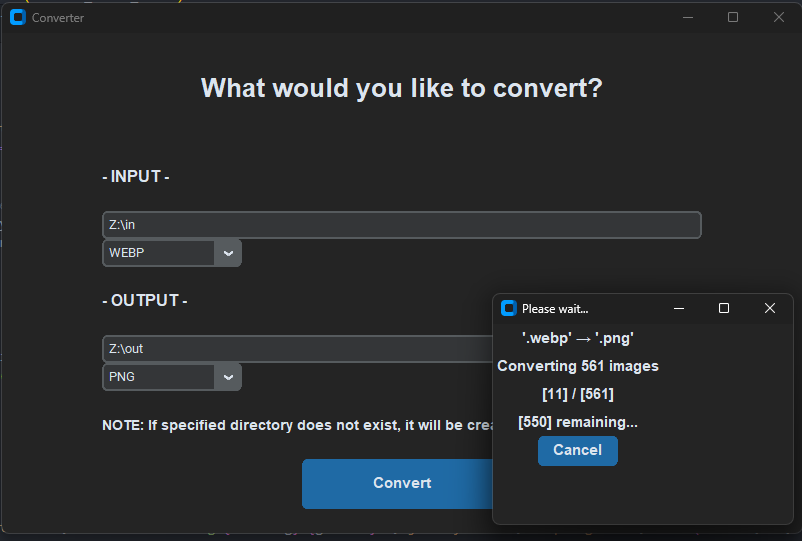 Converter
What would you like to convert?
- INPUT -
Z:\in
WEBP
- OUTPUT -
Z:\out
PNG
NOTE: If specified directory does not exist, it will be crea
Convert
Please wait...
'.webp' → '.png'
Converting 561 images
[11] / [561]
[550] remaining...
Cancel